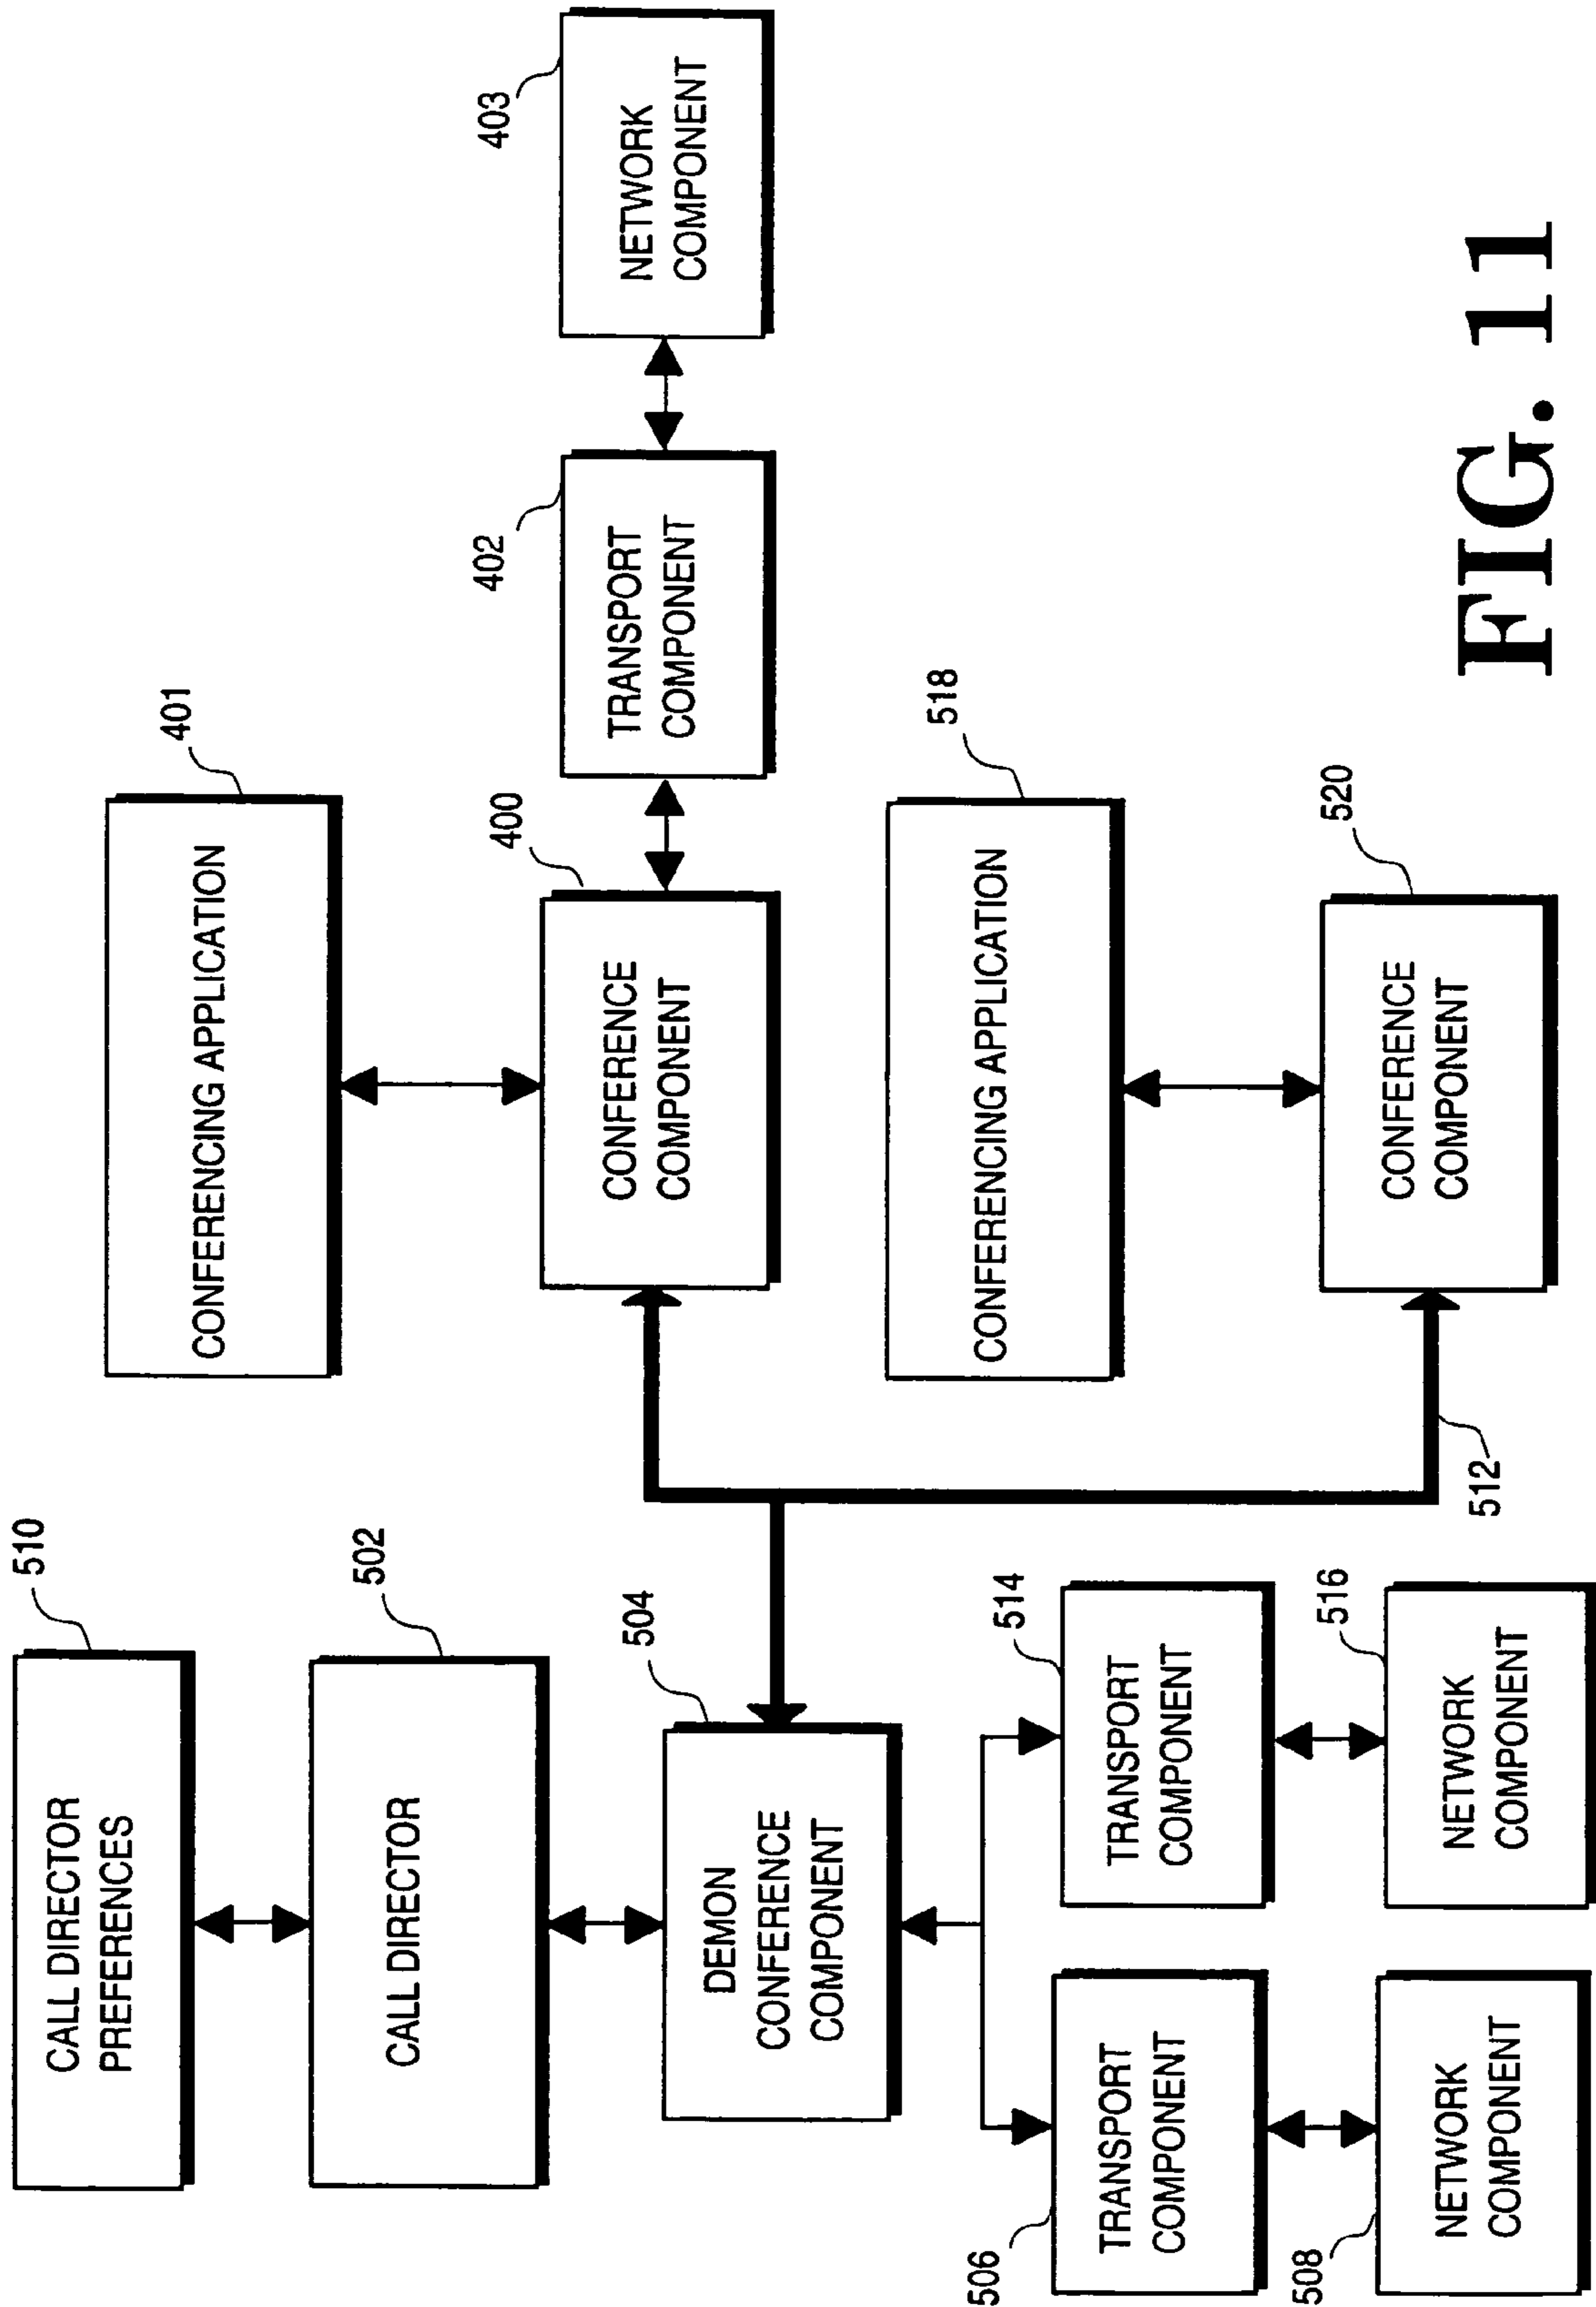 510
CALL DIRECTOR
PREFERENCES
502
CALL DIRECTOR
504
DEMON
CONFERENCE
COMPONENT
506
TRANSPORT
COMPONENT
508
NETWORK
COMPONENT
514
TRANSPORT
COMPONENT
516
NETWORK
COMPONENT
512
401
CONFERENCING APPLICATION
400
CONFERENCE
COMPONENT
402
TRANSPORT
COMPONENT
403
NETWORK
COMPONENT
518
CONFERENCING APPLICATION
520
CONFERENCE
COMPONENT
FIG. 11